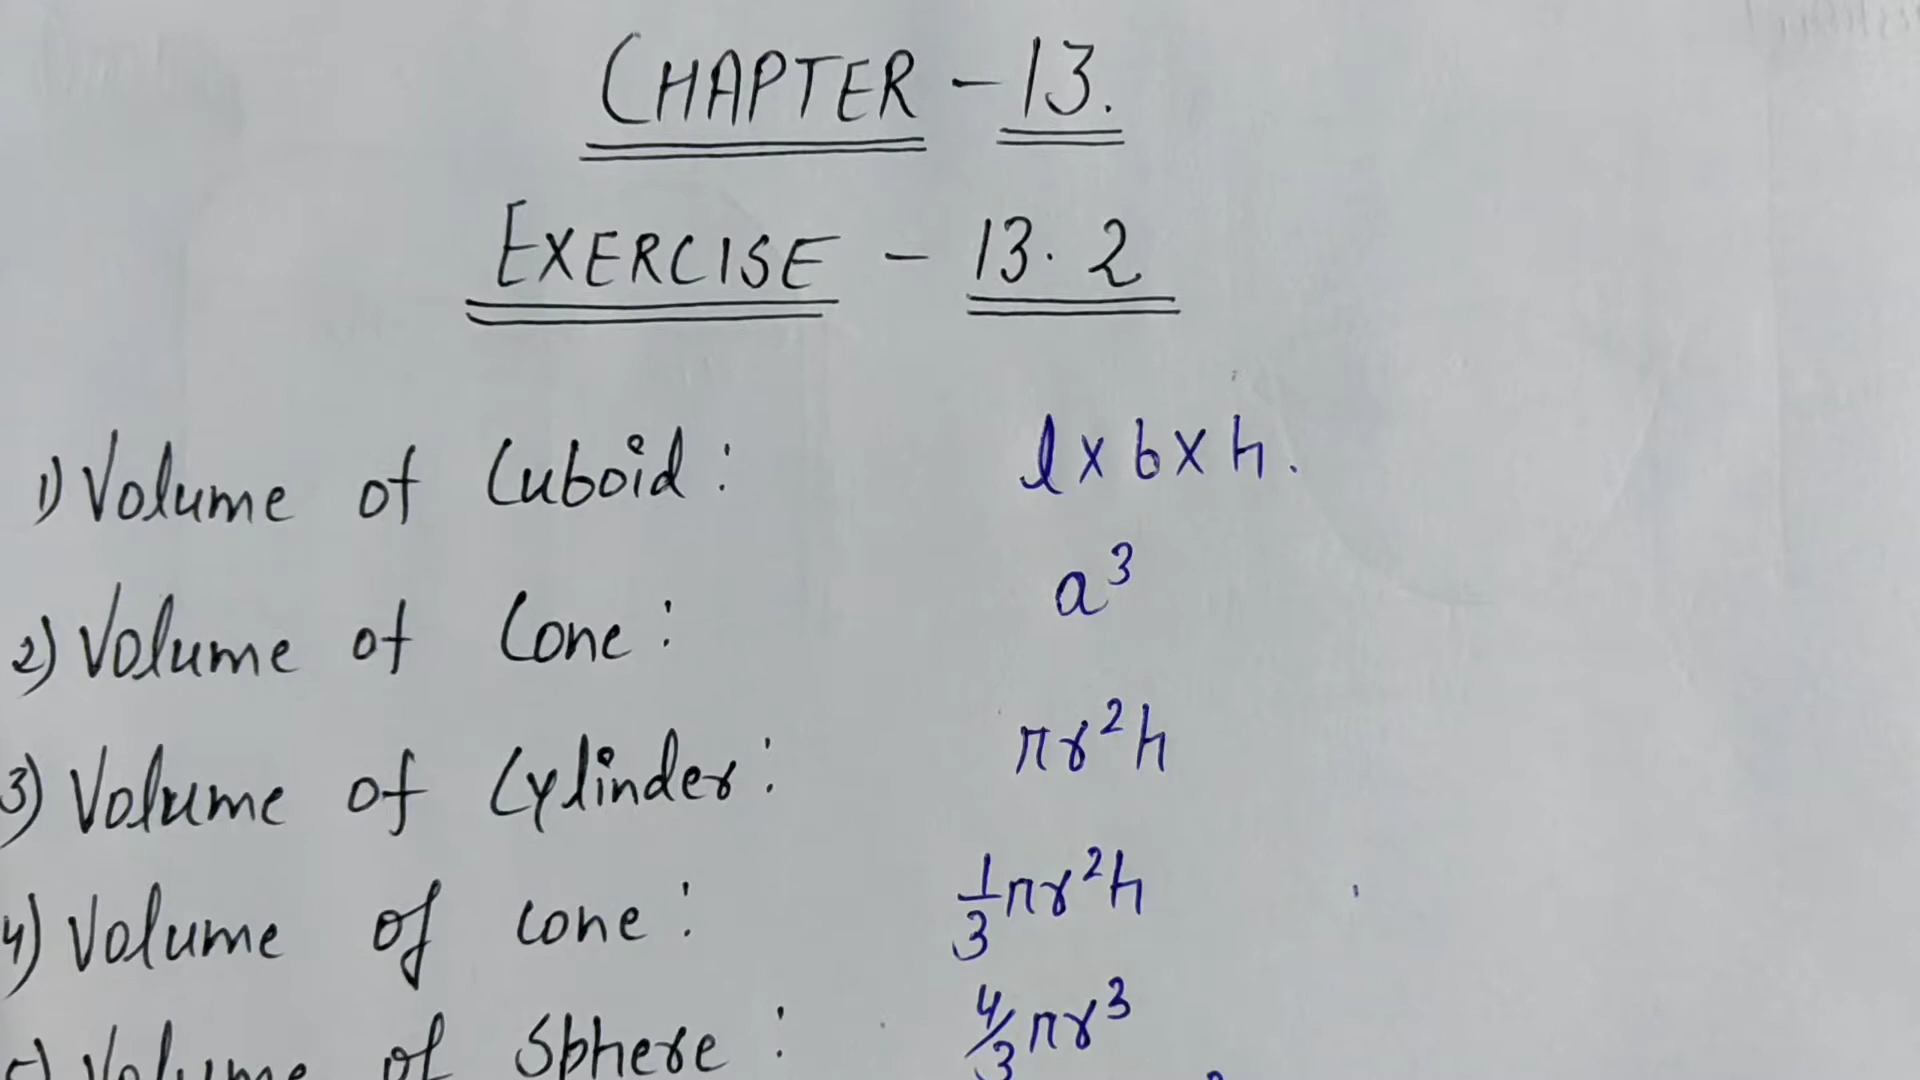 CHAPTER - 13.
EXERCISE - 13.2
1) Volume of Cuboid : l × b × h.
2) Volume of Cone : a³
3) Volume of Cylinder : πr²h
4) Volume of cone : 1/3 πr²h
5) Volume of Sphere : 4/3 πr³